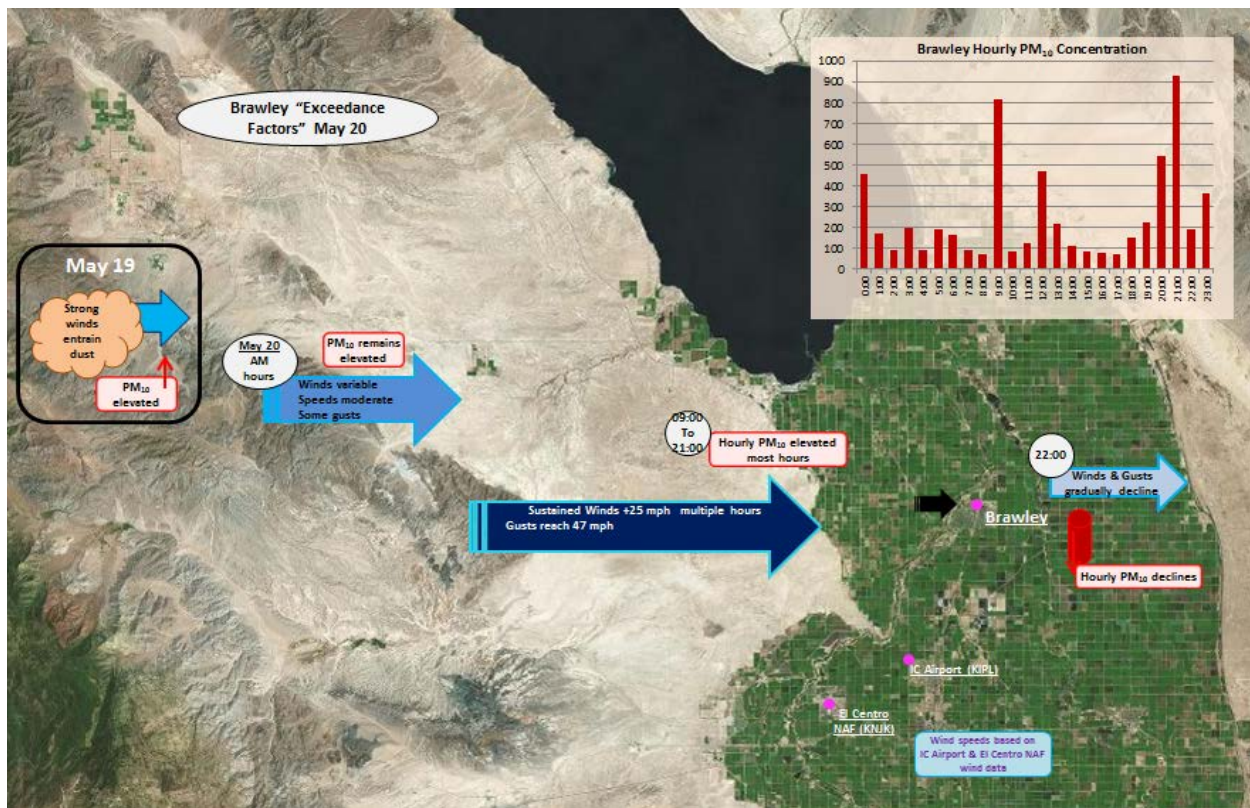 Brawley "Exceedance
Factors" May 20
Brawley Hourly PM₁₀ Concentration
1000
900
800
700
600
500
400
300
200
100
0
0:00
1:00
2:00
3:00
4:00
5:00
6:00
7:00
8:00
9:00
10:00
11:00
12:00
13:00
14:00
15:00
16:00
17:00
18:00
19:00
20:00
21:00
22:00
23:00
May 19
Strong
winds
entrain
dust
PM₁₀
elevated
May 20
AM
hours
PM₁₀ remains
elevated
Winds variable
Speeds moderate
Some gusts
09:00
To
21:00
Hourly PM₁₀ elevated
most hours
Sustained Winds +25 mph multiple hours
Gusts reach 47 mph
22:00
Winds & Gusts
gradually decline
Brawley
Hourly PM₁₀ declines
IC Airport (KIPL)
El Centro
NAF (KNJK)
Wind speeds based on
IC Airport & El Centro NAF
wind data